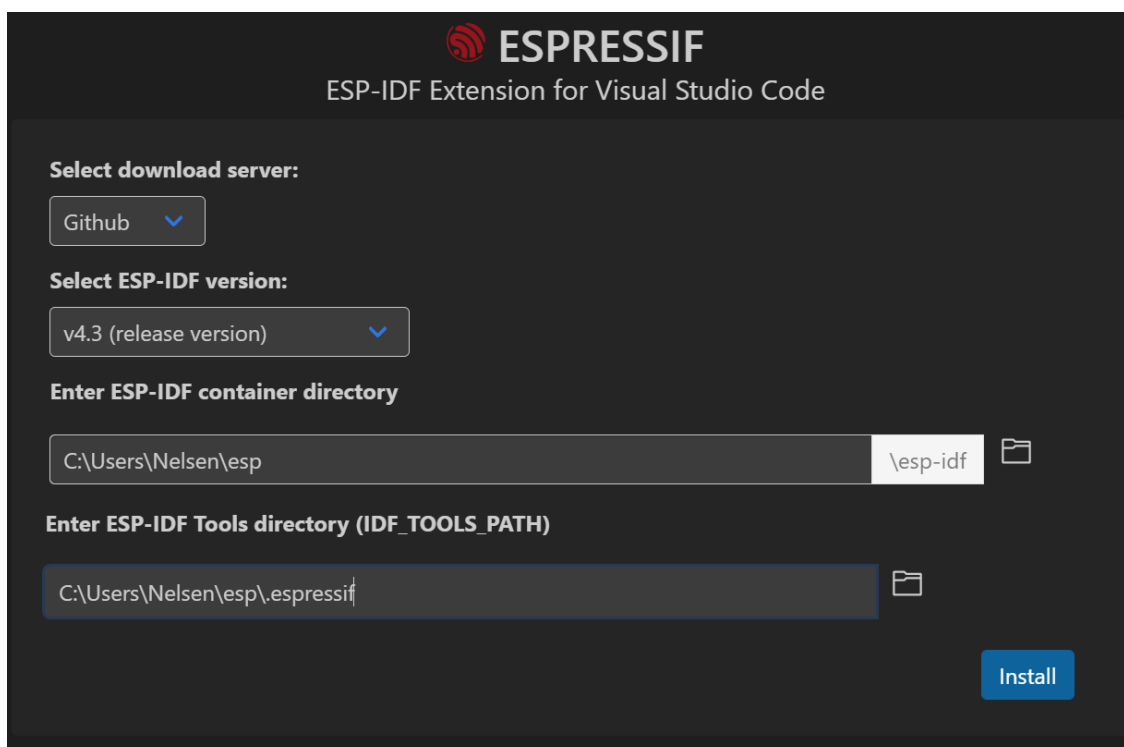 ESPRESSIF
ESP-IDF Extension for Visual Studio Code
Select download server:
Github
Select ESP-IDF version:
v4.3 (release version)
Enter ESP-IDF container directory
C:\Users\Nelsen\esp \esp-idf
Enter ESP-IDF Tools directory (IDF_TOOLS_PATH)
C:\Users\Nelsen\esp\.espressif
Install